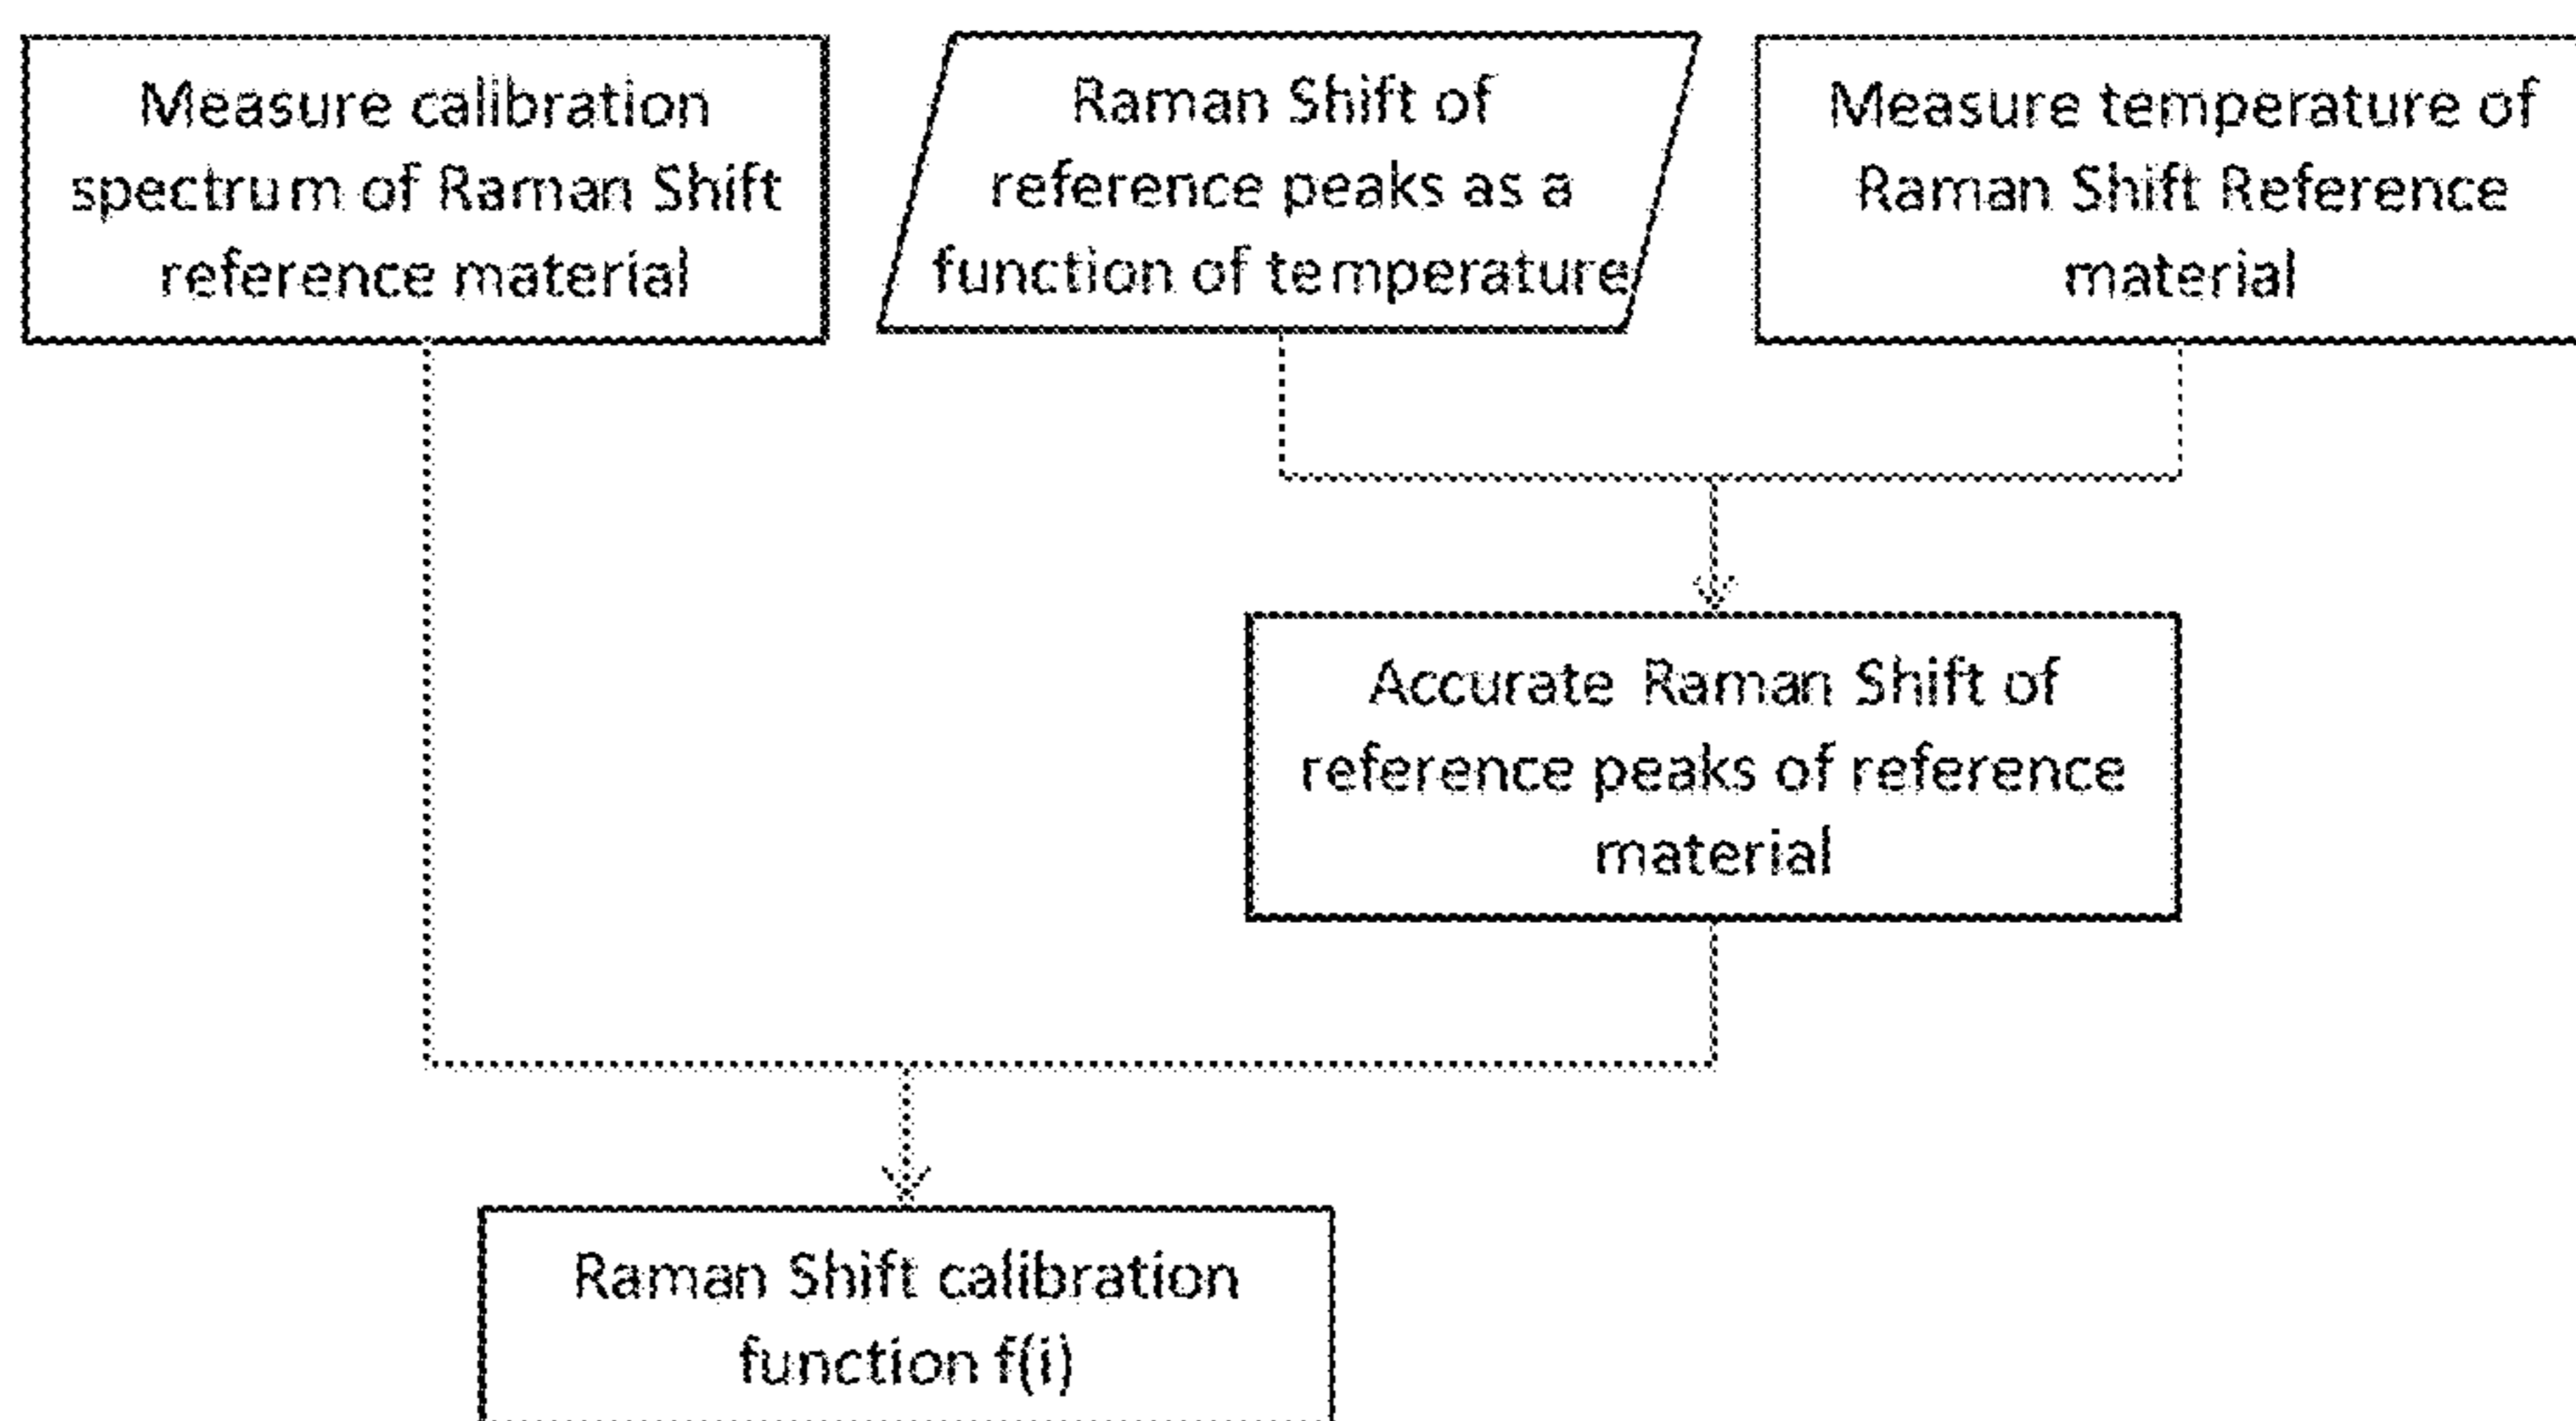 Measure calibration
spectrum of Raman Shift
reference material
Raman Shift of
reference peaks as a
function of temperature
Measure temperature of
Raman Shift Reference
material
Accurate Raman Shift of
reference peaks of reference
material
Raman Shift calibration
function f(i)